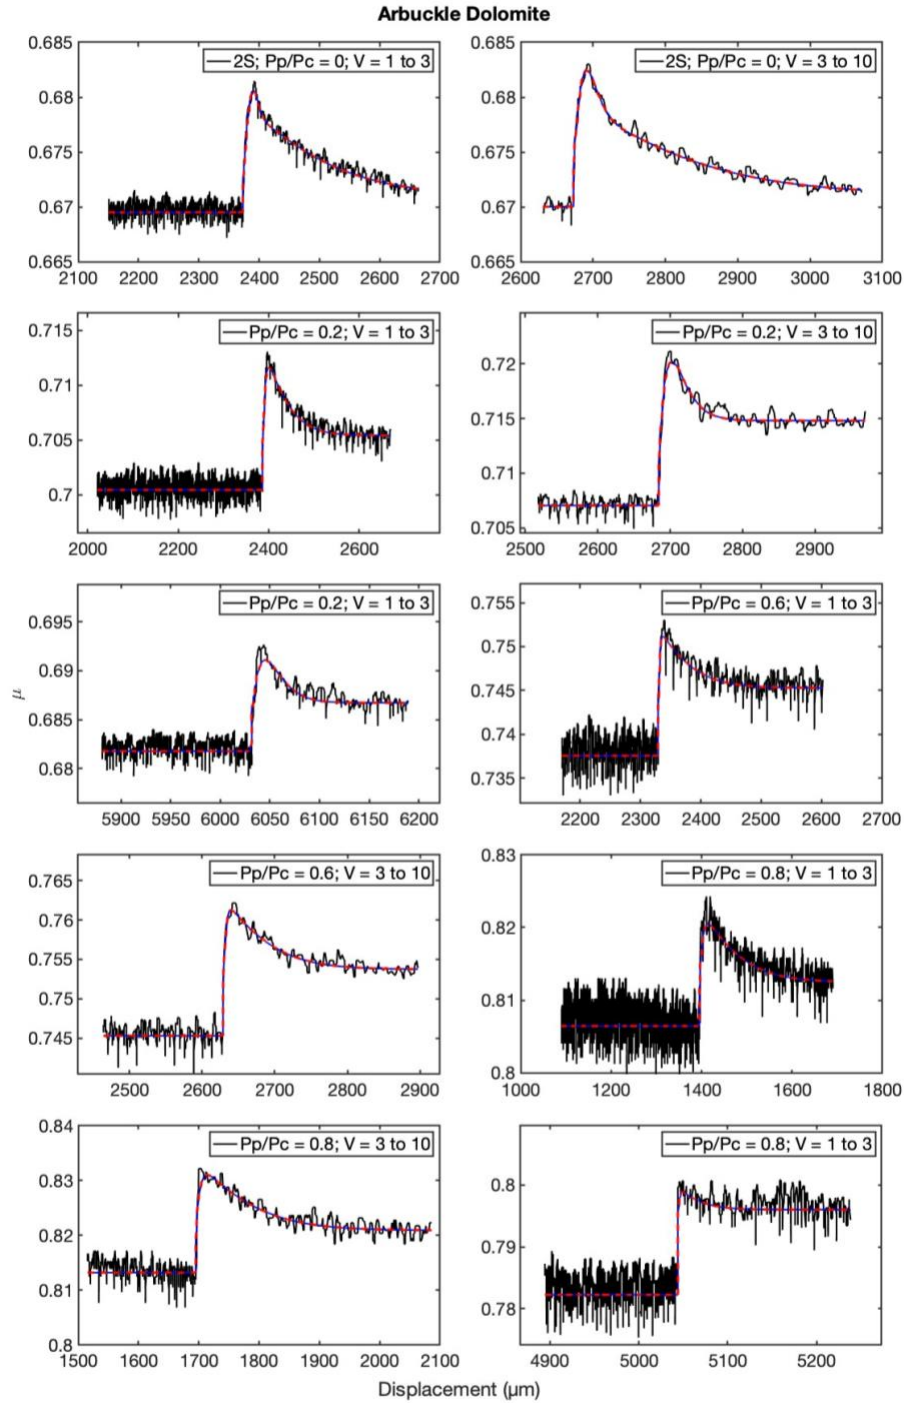 Arbuckle Dolomite
2S; Pp/Pc = 0; V = 1 to 3
0.685
0.68
0.675
0.67
0.665
2100 2200 2300 2400 2500 2600 2700
2S; Pp/Pc = 0; V = 3 to 10
0.685
0.68
0.675
0.67
0.665
2600 2700 2800 2900 3000 3100
Pp/Pc = 0.2; V = 1 to 3
0.715
0.71
0.705
0.7
2000 2200 2400 2600
Pp/Pc = 0.2; V = 3 to 10
0.72
0.715
0.71
0.705
2500 2600 2700 2800 2900
Pp/Pc = 0.2; V = 1 to 3
0.695
0.69
0.685
0.68
μ
5900 5950 6000 6050 6100 6150 6200
Pp/Pc = 0.6; V = 1 to 3
0.755
0.75
0.745
0.74
0.735
2200 2300 2400 2500 2600 2700
Pp/Pc = 0.6; V = 3 to 10
0.765
0.76
0.755
0.75
0.745
2500 2600 2700 2800 2900
Pp/Pc = 0.8; V = 1 to 3
0.83
0.82
0.81
0.8
1000 1200 1400 1600 1800
Pp/Pc = 0.8; V = 3 to 10
0.84
0.83
0.82
0.81
0.8
1500 1600 1700 1800 1900 2000 2100
Pp/Pc = 0.8; V = 1 to 3
0.8
0.79
0.78
4900 5000 5100 5200
Displacement (μm)